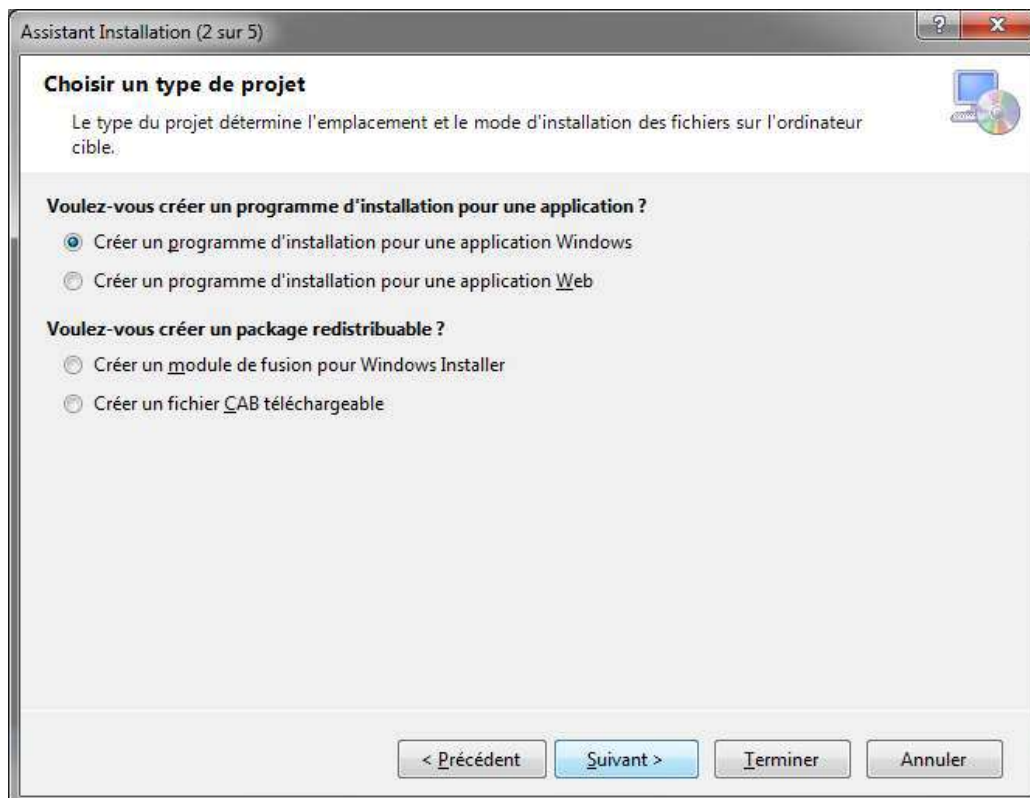 Assistant Installation (2 sur 5)
Choisir un type de projet
Le type du projet détermine l'emplacement et le mode d'installation des fichiers sur l'ordinateur
cible.
Voulez-vous créer un programme d'installation pour une application ?
Créer un programme d'installation pour une application Windows
Créer un programme d'installation pour une application Web
Voulez-vous créer un package redistribuable ?
Créer un module de fusion pour Windows Installer
Créer un fichier CAB téléchargeable
< Précédent
Suivant >
Terminer
Annuler